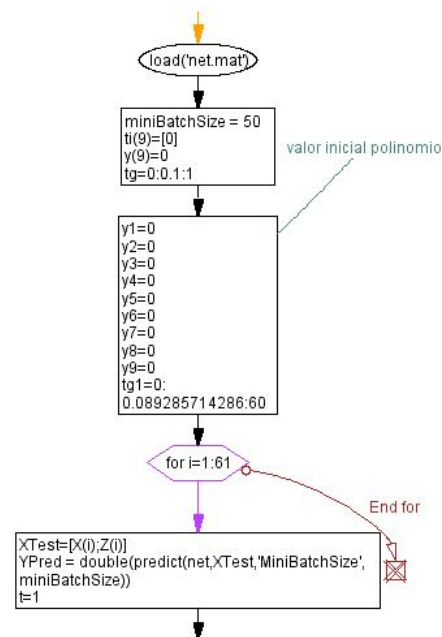 load('net.mat')
miniBatchSize = 50
ti(9)=[0]
y(9)=0
tg=0:0.1:1
valor inicial polinomio
y1=0
y2=0
y3=0
y4=0
y5=0
y6=0
y7=0
y8=0
y9=0
tg1=0:
0.089285714286:60
for i=1:61
End for
XTest=[X(i);Z(i)]
YPred = double(predict(net,XTest,'MiniBatchSize',
miniBatchSize))
t=1